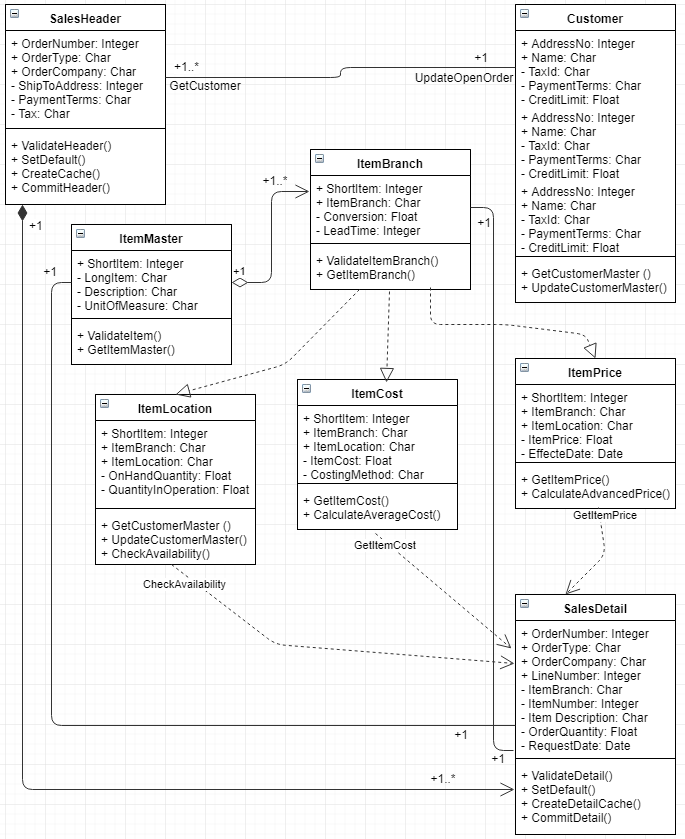 SalesHeader
+ OrderNumber: Integer
+ OrderType: Char
+ OrderCompany: Char
- ShipToAddress: Integer
- PaymentTerms: Char
- Tax: Char
+ ValidateHeader()
+ SetDefault()
+ CreateCache()
+ CommitHeader()
+1..*
GetCustomer
+1
UpdateOpenOrder
Customer
+ AddressNo: Integer
+ Name: Char
- TaxId: Char
- PaymentTerms: Char
- CreditLimit: Float
+ AddressNo: Integer
+ Name: Char
- TaxId: Char
- PaymentTerms: Char
- CreditLimit: Float
+ AddressNo: Integer
+ Name: Char
- TaxId: Char
- PaymentTerms: Char
- CreditLimit: Float
+ GetCustomerMaster ()
+ UpdateCustomerMaster()
ItemBranch
+ ShortItem: Integer
+ ItemBranch: Char
- Conversion: Float
- LeadTime: Integer
+ ValidateItemBranch()
+ GetItemBranch()
+1..*
+1
+1
ItemMaster
+ ShortItem: Integer
- LongItem: Char
- Description: Char
- UnitOfMeasure: Char
+ ValidateItem()
+ GetItemMaster()
+1
+1
ItemLocation
+ ShortItem: Integer
+ ItemBranch: Char
+ ItemLocation: Char
- OnHandQuantity: Float
- QuantityInOperation: Float
+ GetCustomerMaster ()
+ UpdateCustomerMaster()
+ CheckAvailability()
CheckAvailability
ItemCost
+ ShortItem: Integer
+ ItemBranch: Char
+ ItemLocation: Char
- ItemCost: Float
- CostingMethod: Char
+ GetItemCost()
+ CalculateAverageCost()
GetItemCost
ItemPrice
+ ShortItem: Integer
+ ItemBranch: Char
+ ItemLocation: Char
- ItemPrice: Float
- EffecteDate: Date
+ GetItemPrice()
+ CalculateAdvancedPrice()
GetItemPrice
SalesDetail
+ OrderNumber: Integer
+ OrderType: Char
+ OrderCompany: Char
+ LineNumber: Integer
- ItemBranch: Char
- ItemNumber: Integer
- Item Description: Char
- OrderQuantity: Float
- RequestDate: Date
+ ValidateDetail()
+ SetDefault()
+ CreateDetailCache()
+ CommitDetail()
+1
+1
+1..*